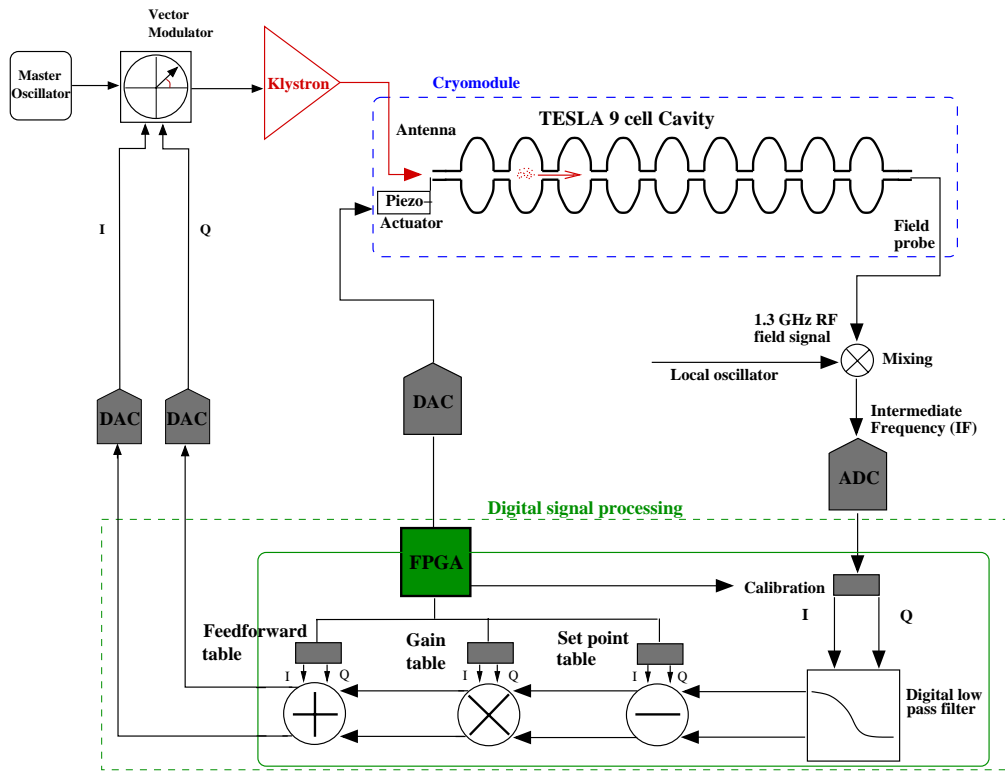 Vector
Modulator
Master
Oscillator
Klystron
Cryomodule
TESLA 9 cell Cavity
Antenna
Piezo-
Actuator
Field
probe
I
Q
1.3 GHz RF
field signal
Mixing
Local oscillator
DAC
DAC
DAC
Intermediate
Frequency (IF)
ADC
Digital signal processing
FPGA
Calibration
I
Q
Feedforward
table
Gain
table
Set point
table
I
Q
I
Q
I
Q
Digital low
pass filter